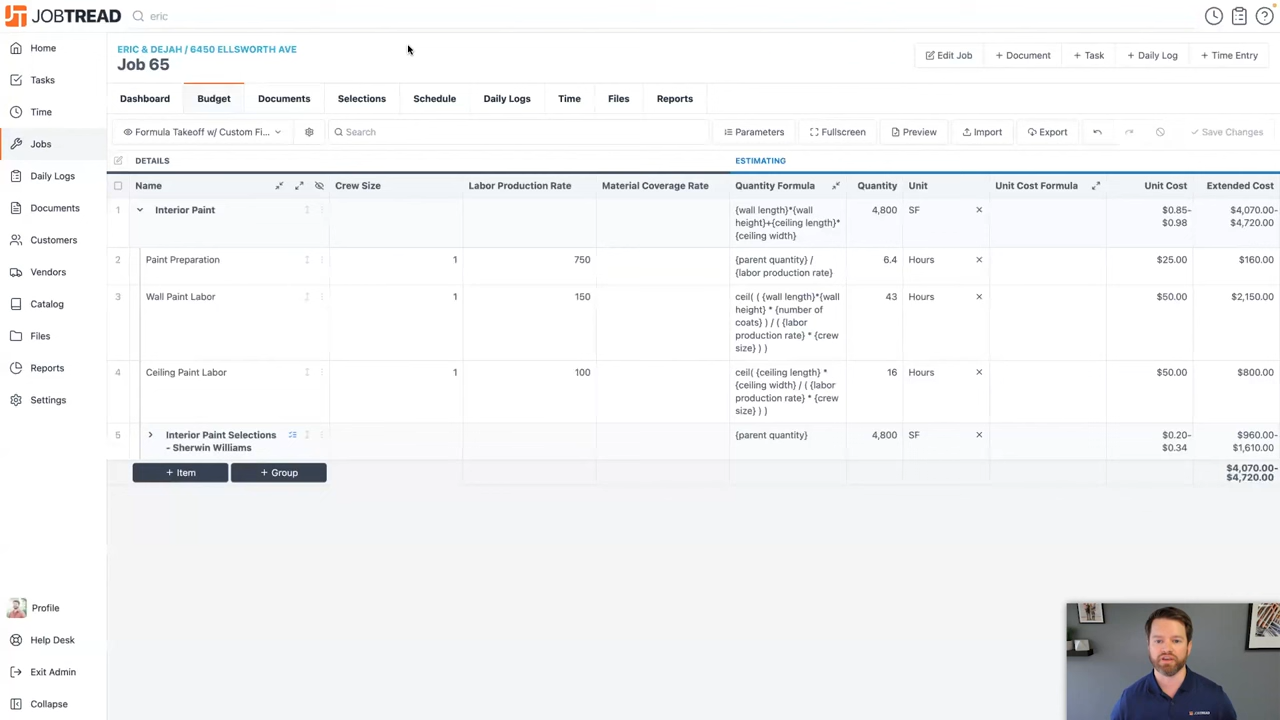 JOBTREAD
eric
Home
Tasks
Time
Jobs
Daily Logs
Documents
Customers
Vendors
Catalog
Files
Reports
Settings
Profile
Help Desk
Exit Admin
Collapse
ERIC & DEJAH / 6450 ELLSWORTH AVE
Job 65
Edit Job
+ Document
+ Task
+ Daily Log
+ Time Entry
Dashboard
Budget
Documents
Selections
Schedule
Daily Logs
Time
Files
Reports
Formula Takeoff w/ Custom Fi...
Search
Parameters
Fullscreen
Preview
Import
Export
Save Changes
DETAILS
ESTIMATING
Name
Crew Size
Labor Production Rate
Material Coverage Rate
Quantity Formula
Quantity
Unit
Unit Cost Formula
Unit Cost
Extended Cost
1
Interior Paint
{wall length}*{wall
height}+{ceiling length}*
{ceiling width}
4,800
SF
$0.85-
$0.98
$4,070.00-
$4,720.00
2
Paint Preparation
1
750
{parent quantity} /
{labor production rate}
6.4
Hours
$25.00
$160.00
3
Wall Paint Labor
1
150
ceil( ( {wall length}*{wall
height} * {number of
coats} ) / ( {labor
production rate} * {crew
size} ) )
43
Hours
$50.00
$2,150.00
4
Ceiling Paint Labor
1
100
ceil( {ceiling length} *
{ceiling width} / ( {labor
production rate} * {crew
size} ) )
16
Hours
$50.00
$800.00
5
Interior Paint Selections
- Sherwin Williams
{parent quantity}
4,800
SF
$0.20-
$0.34
$960.00-
$1,610.00
+ Item
+ Group
$4,070.00-
$4,720.00
JOBTREAD